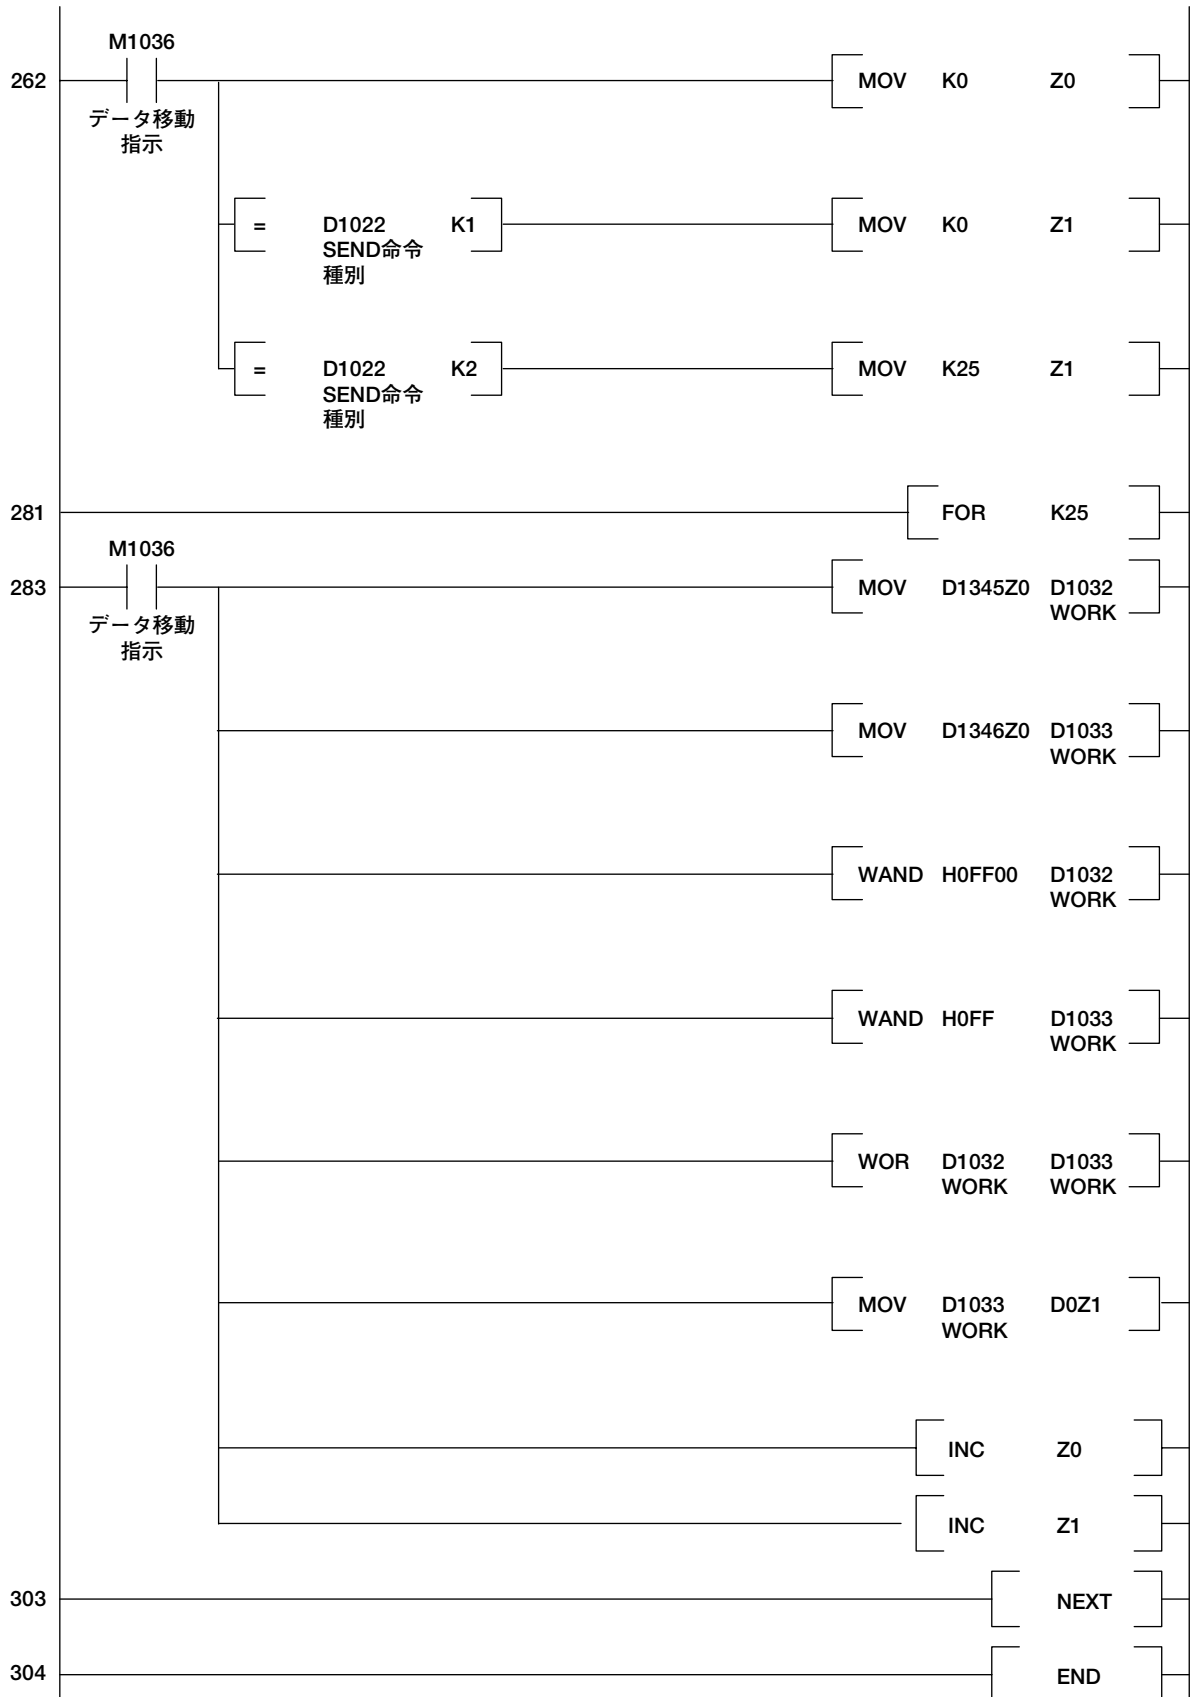 M1036
262 MOV K0 Z0
データ移動
指示
= D1022 K1 MOV K0 Z1
SEND命令
種別
= D1022 K2 MOV K25 Z1
SEND命令
種別
281 FOR K25
M1036
283 MOV D1345Z0 D1032
WORK
データ移動
指示
MOV D1346Z0 D1033
WORK
WAND H0FF00 D1032
WORK
WAND H0FF D1033
WORK
WOR D1032 D1033
WORK WORK
MOV D1033 D0Z1
WORK
INC Z0
INC Z1
303 NEXT
304 END